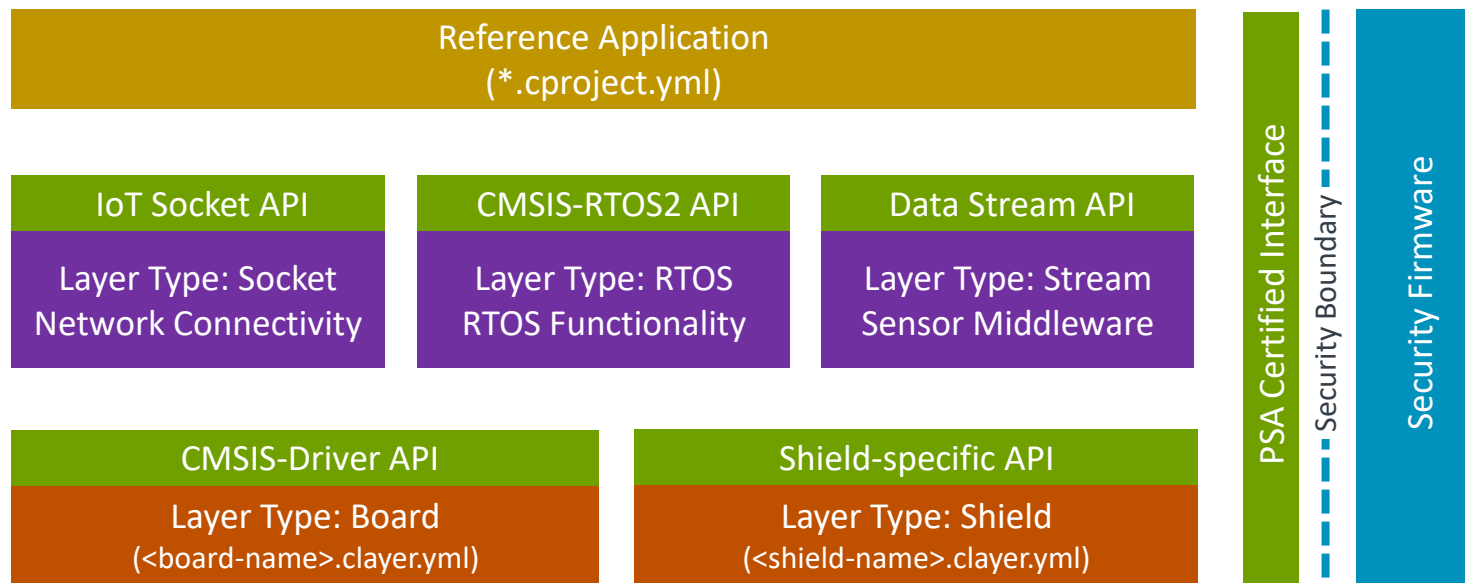 Reference Application
(*.cproject.yml)
IoT Socket API
Layer Type: Socket
Network Connectivity
CMSIS-RTOS2 API
Layer Type: RTOS
RTOS Functionality
Data Stream API
Layer Type: Stream
Sensor Middleware
CMSIS-Driver API
Layer Type: Board
(<board-name>.clayer.yml)
Shield-specific API
Layer Type: Shield
(<shield-name>.clayer.yml)
PSA Certified Interface
Security Boundary
Security Firmware